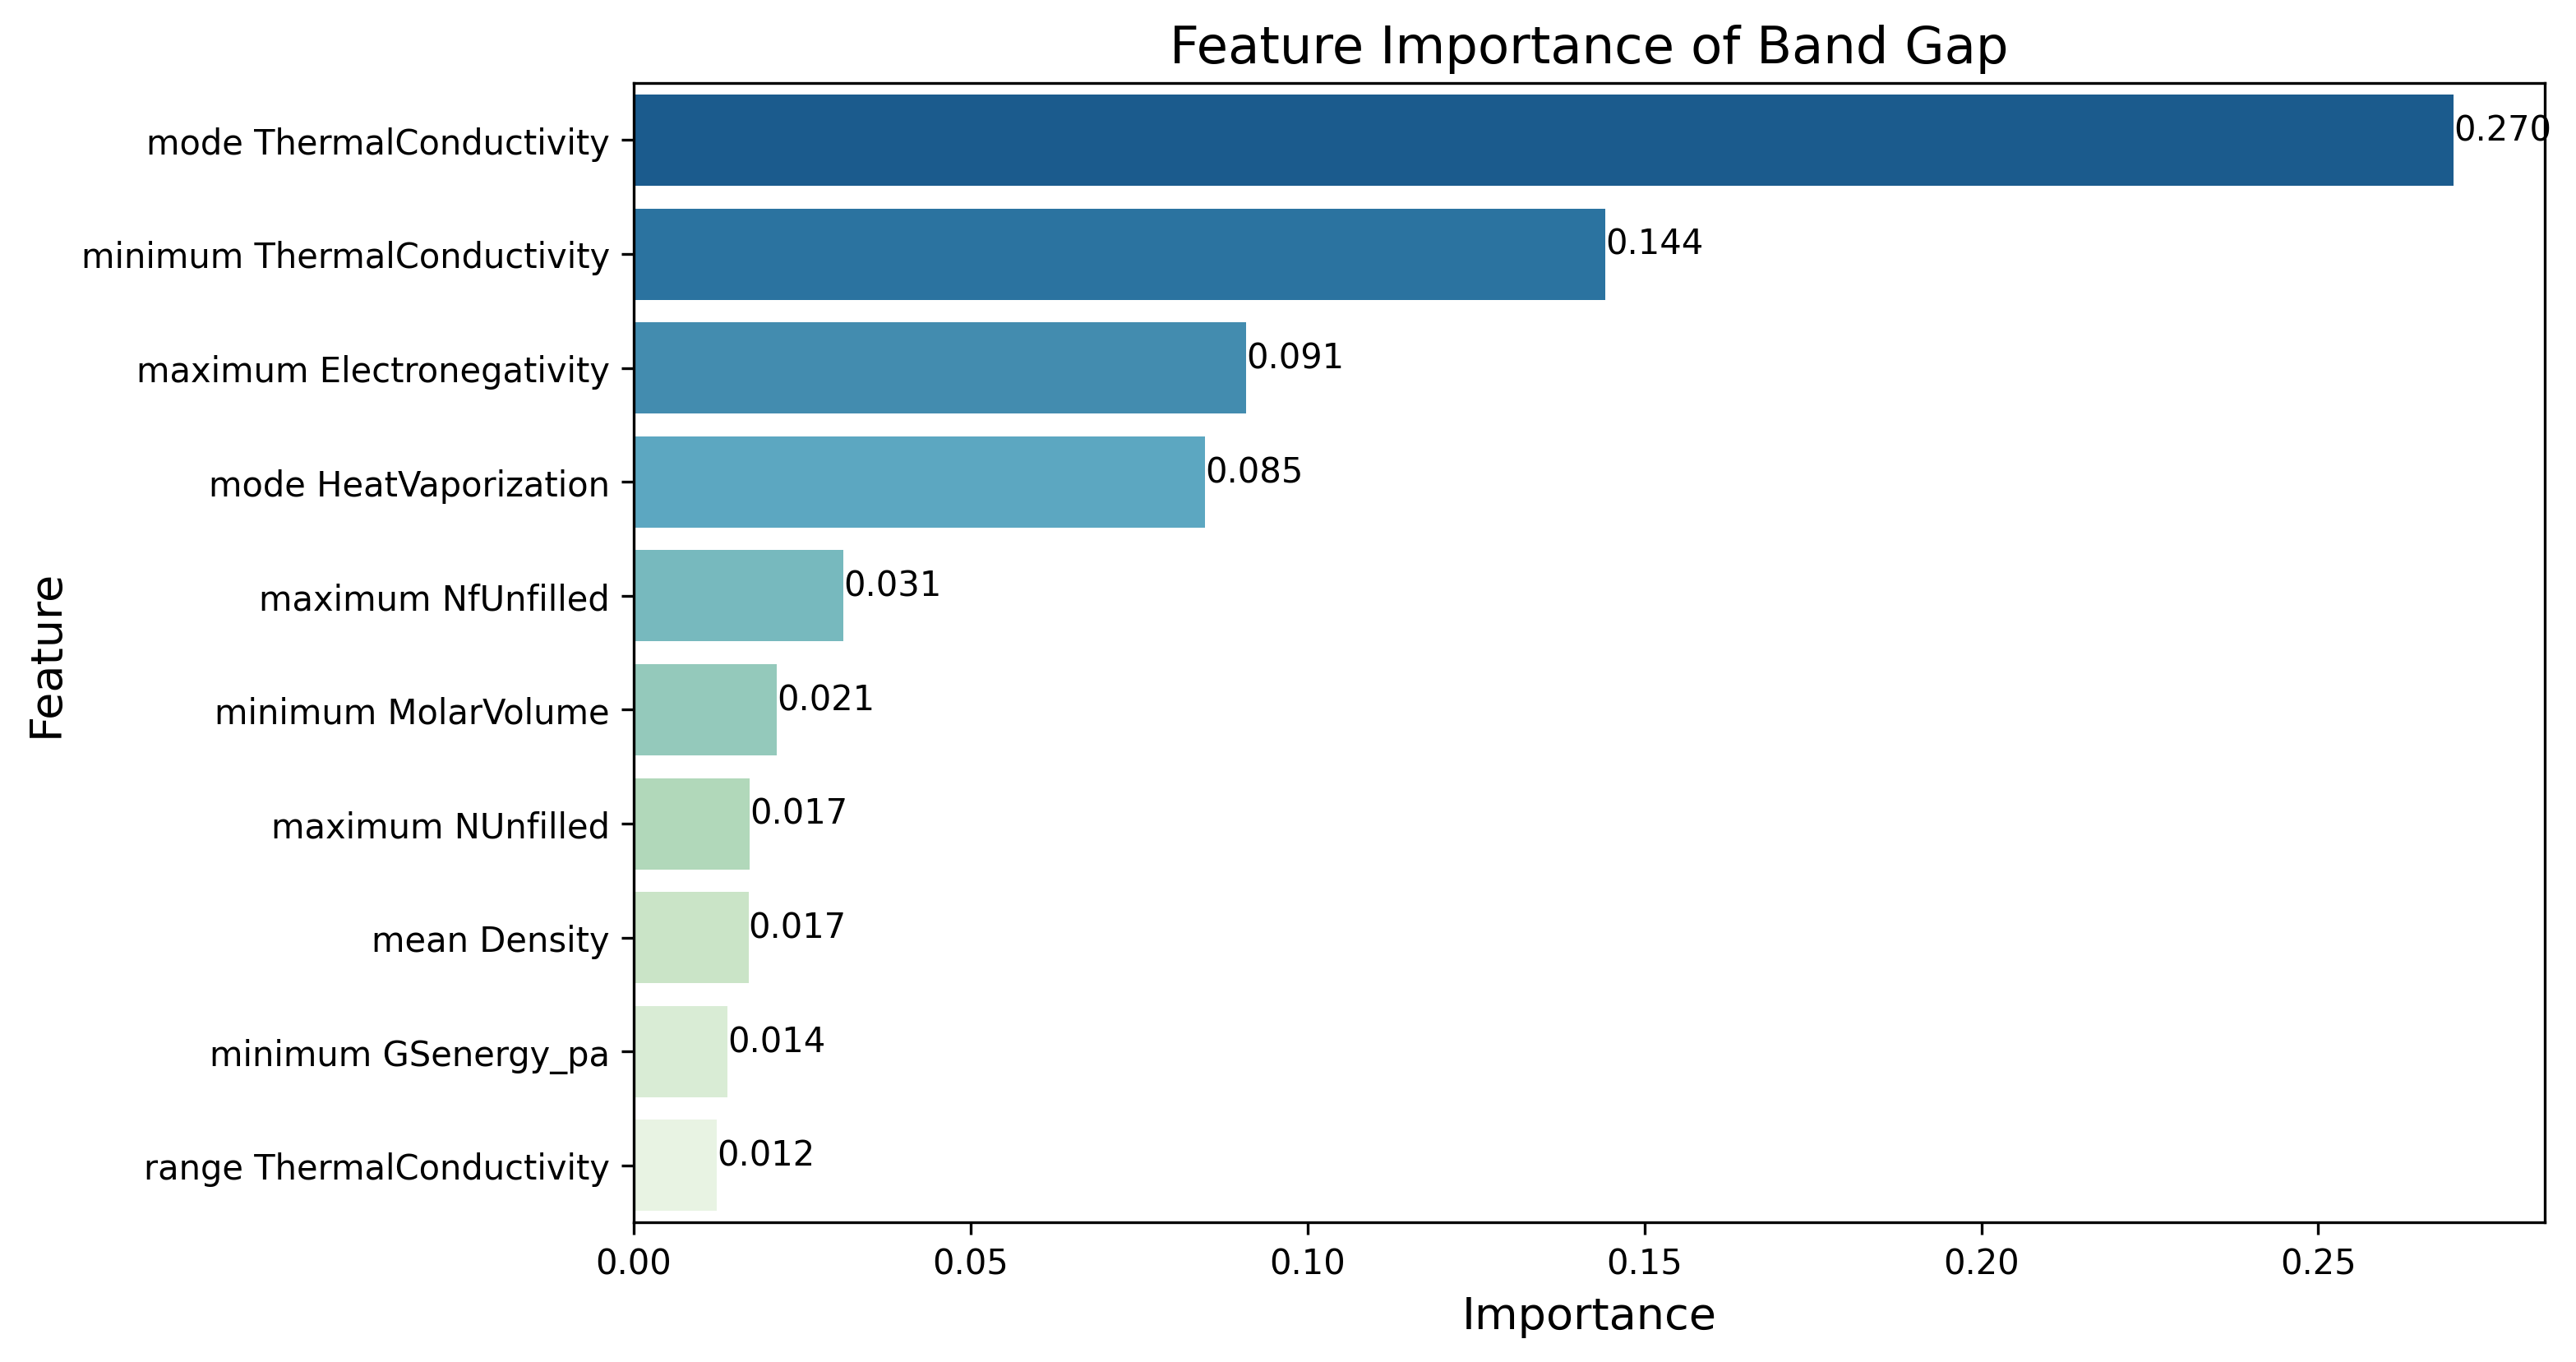 Feature Importance of Band Gap
mode ThermalConductivity
0.270
minimum ThermalConductivity
0.144
maximum Electronegativity
0.091
mode HeatVaporization
0.085
maximum NfUnfilled
0.031
minimum MolarVolume
0.021
maximum NUnfilled
0.017
mean Density
0.017
minimum GSenergy_pa
0.014
range ThermalConductivity
0.012
Feature
0.00 0.05 0.10 0.15 0.20 0.25
Importance